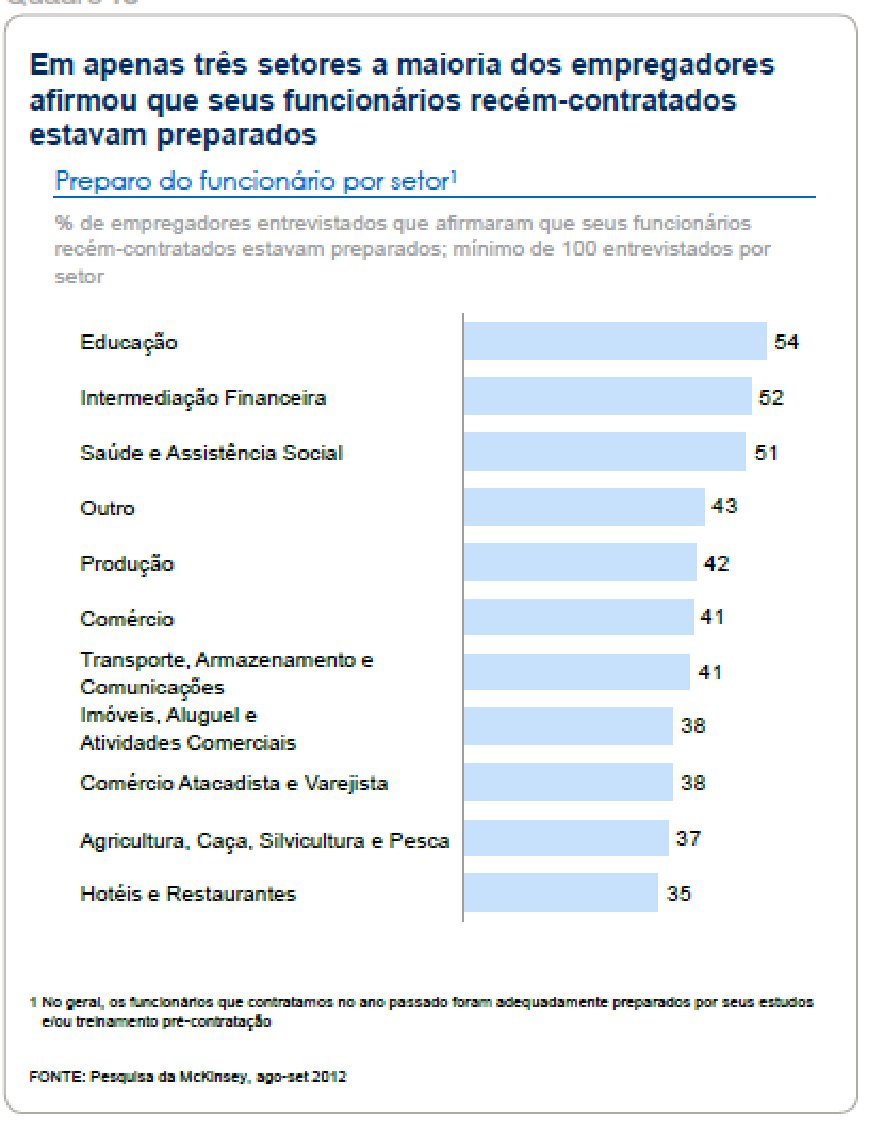 Em apenas três setores a maioria dos empregadores
afirmou que seus funcionários recém-contratados
estavam preparados
Preparo do funcionário por setor¹
% de empregadores entrevistados que afirmaram que seus funcionários
recém-contratados estavam preparados; mínimo de 100 entrevistados por
setor
Educação 54
Intermediação Financeira 52
Saúde e Assistência Social 51
Outro 43
Produção 42
Comércio 41
Transporte, Armazenamento e
Comunicações 41
Imóveis, Aluguel e
Atividades Comerciais 38
Comércio Atacadista e Varejista 38
Agricultura, Caça, Silvicultura e Pesca 37
Hotéis e Restaurantes 35
1 No geral, os funcionários que contratamos no ano passado foram adequadamente preparados por seus estudos
e/ou treinamento pré-contratação
FONTE: Pesquisa da McKinsey, ago-set 2012